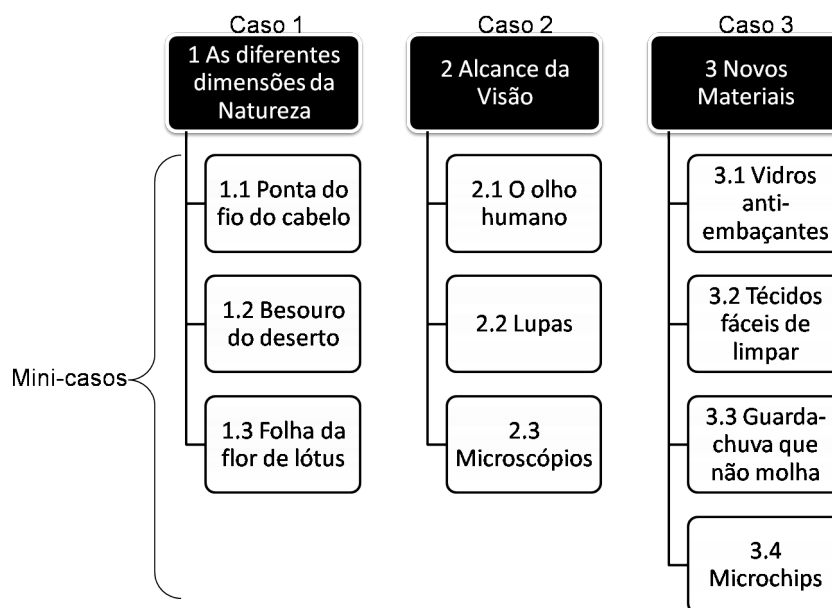 Caso 1
1 As diferentes
dimensões da
Natureza
1.1 Ponta do
fio do cabelo
1.2 Besouro
do deserto
1.3 Folha da
flor de lótus
Caso 2
2 Alcance da
Visão
2.1 O olho
humano
2.2 Lupas
2.3
Microscópios
Caso 3
3 Novos
Materiais
3.1 Vidros
anti-
embaçantes
3.2 Técidos
fáceis de
limpar
3.3 Guarda-
chuva que
não molha
3.4
Microchips
Mini-casos